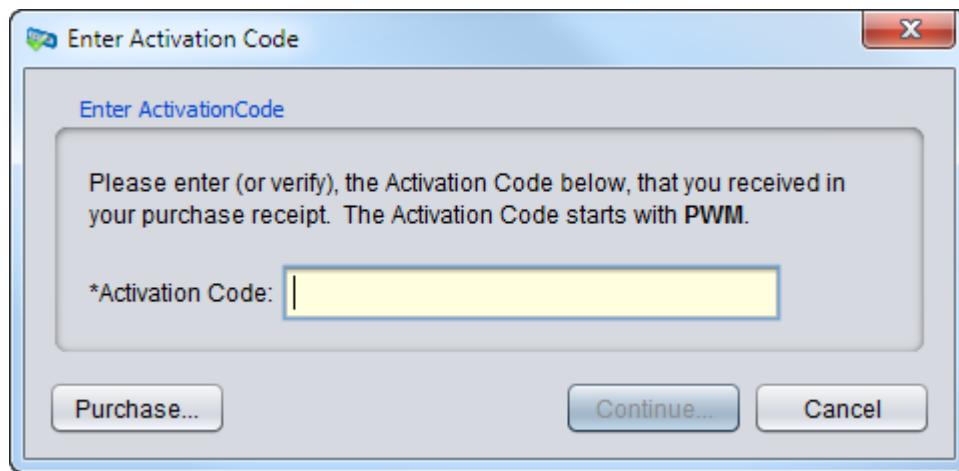 Enter Activation Code
Enter ActivationCode
Please enter (or verify), the Activation Code below, that you received in
your purchase receipt.  The Activation Code starts with PWM.
*Activation Code:
Purchase... Continue... Cancel